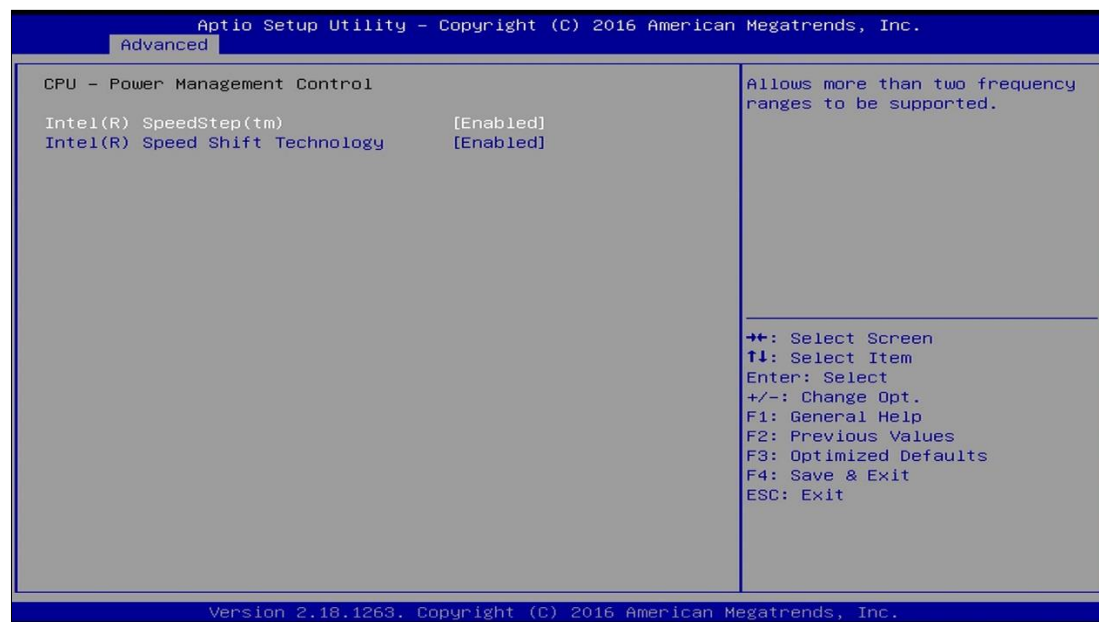 Aptio Setup Utility – Copyright (C) 2016 American Megatrends, Inc.
Advanced
CPU – Power Management Control
Intel(R) SpeedStep(tm) [Enabled]
Intel(R) Speed Shift Technology [Enabled]
Allows more than two frequency
ranges to be supported.
→←: Select Screen
↑↓: Select Item
Enter: Select
+/-: Change Opt.
F1: General Help
F2: Previous Values
F3: Optimized Defaults
F4: Save & Exit
ESC: Exit
Version 2.18.1263. Copyright (C) 2016 American Megatrends, Inc.